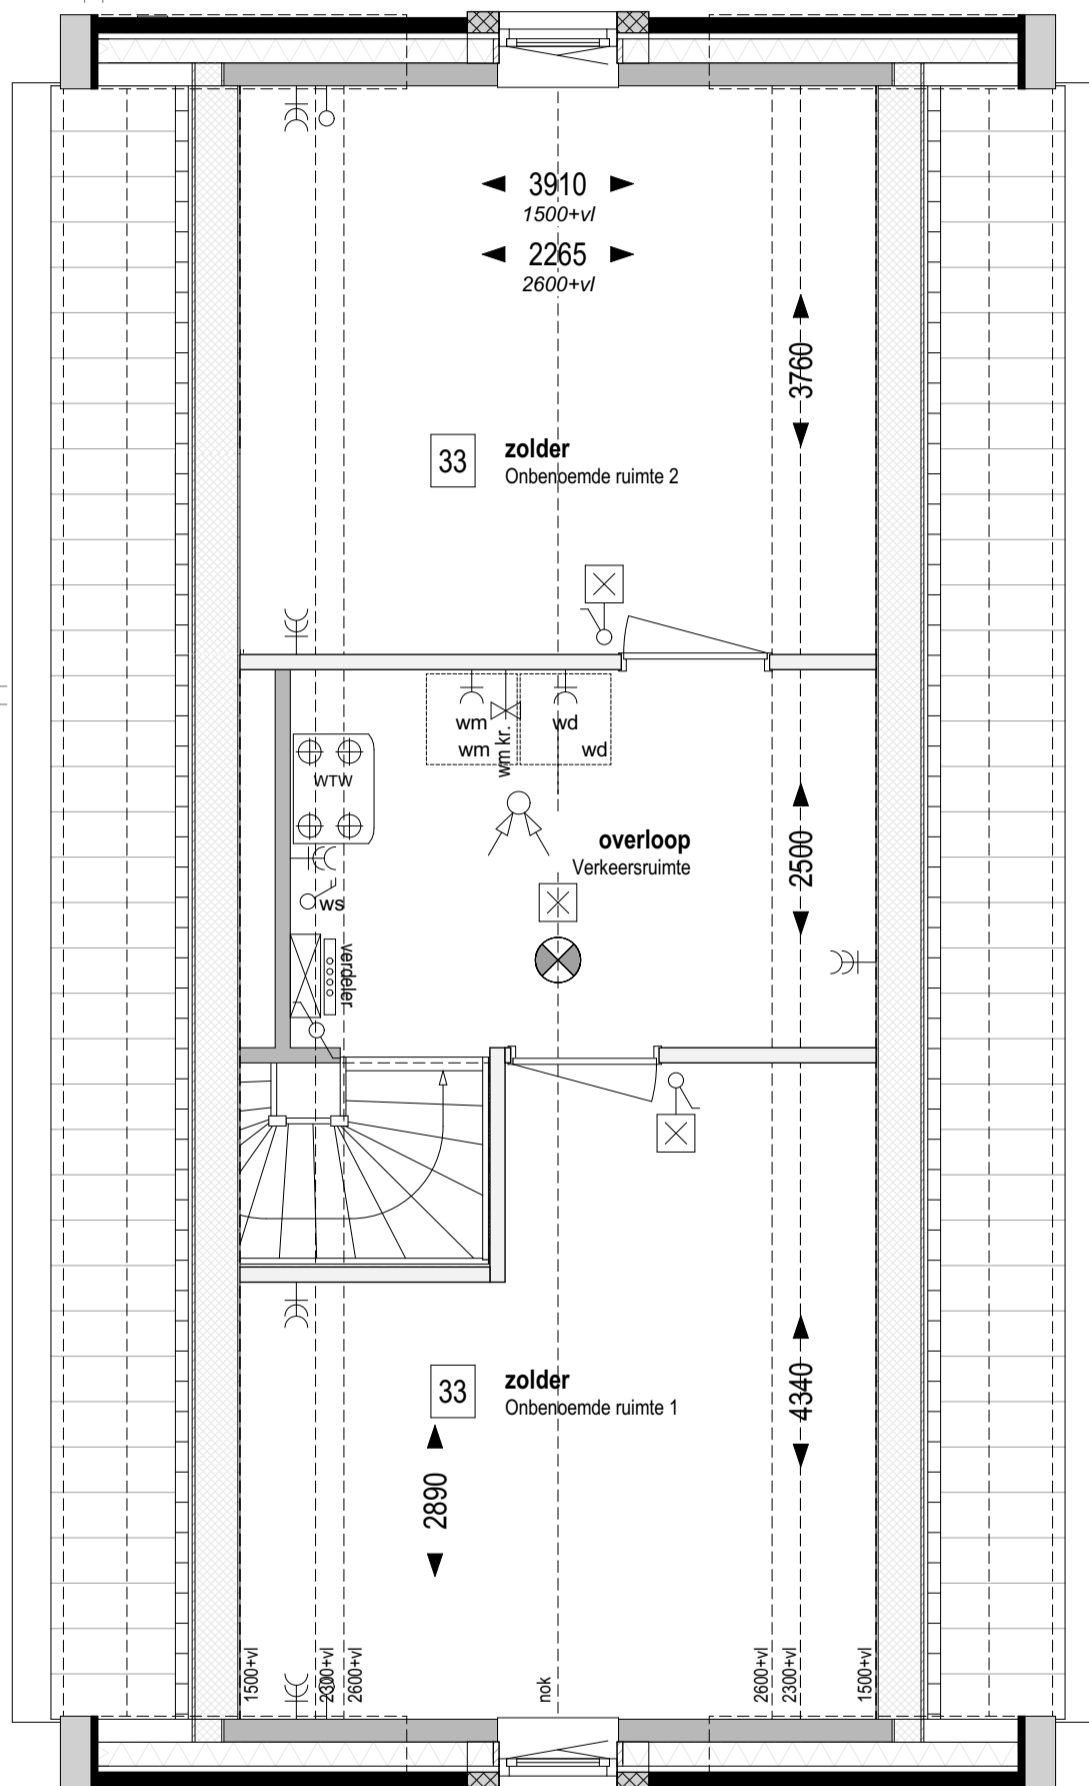 3910
1500+vl
2265
2600+vl
3760
33
zolder
Onbenoemde ruimte 2
wm
wd
wm
wm kr.
wd
WTW
overloop
Verkeersruimte
2500
ws
verdeler
33
zolder
Onbenoemde ruimte 1
4340
2890
1500+vl
2300+vl
2600+vl
nok
2600+vl
2300+vl
1500+vl